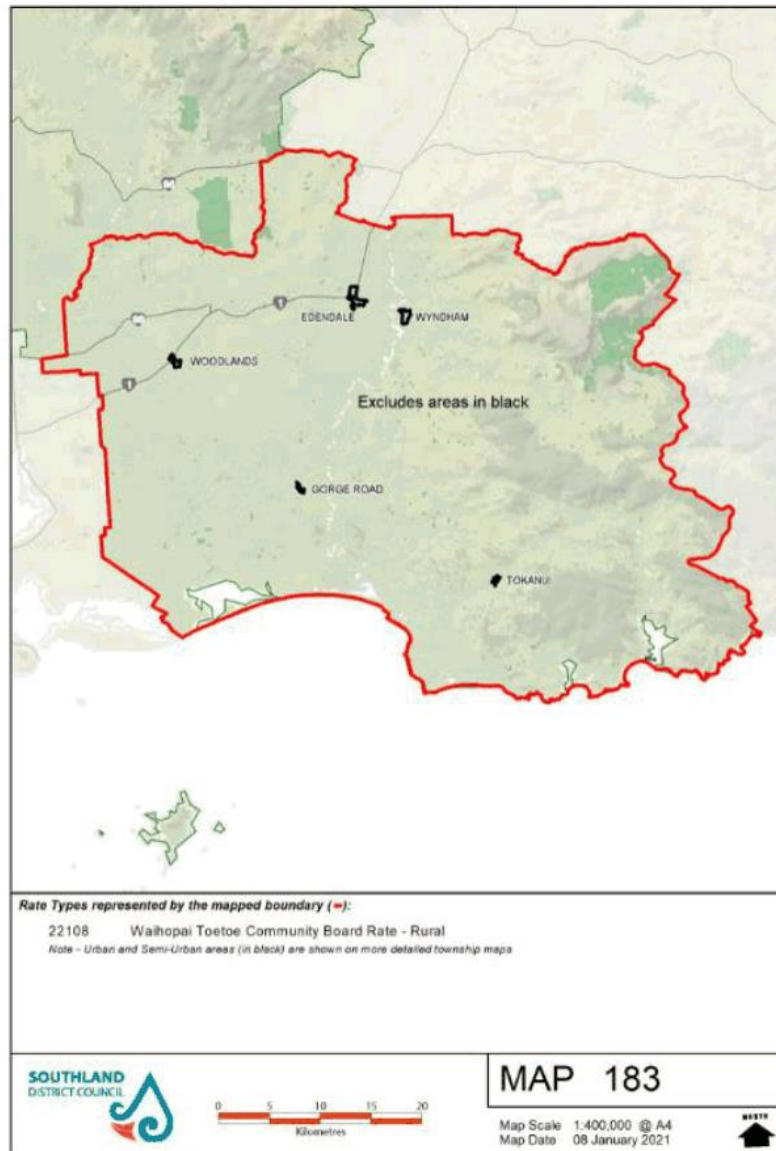 EDENDALE
WYNDHAM
WOODLANDS
Excludes areas in black
GORGE ROAD
TOKANUI
1
1
Rate Types represented by the mapped boundary (-):
22108 Waihopai Toetoe Community Board Rate - Rural
Note - Urban and Semi-Urban areas (in black) are shown on more detailed township maps
SOUTHLAND
DISTRICT COUNCIL
0 5 10 15 20
Kilometres
MAP 183
Map Scale 1:400,000 @ A4
Map Date 08 January 2021
NORTH